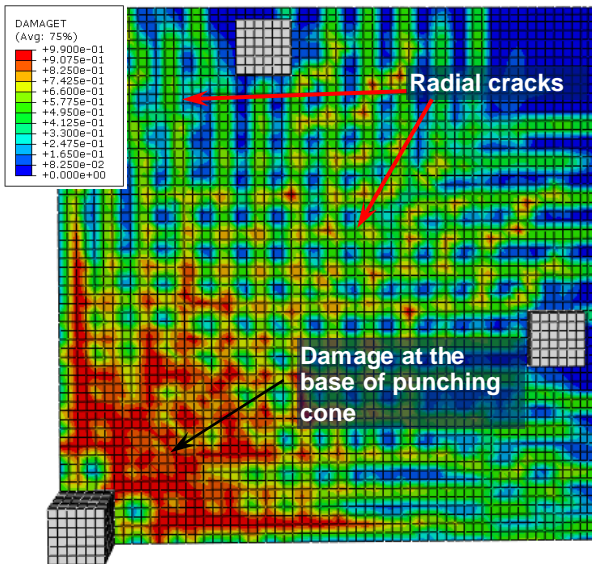 DAMAGET
(Avg: 75%)
+9.900e-01
+9.075e-01
+8.250e-01
+7.425e-01
+6.600e-01
+5.775e-01
+4.950e-01
+4.125e-01
+3.300e-01
+2.475e-01
+1.650e-01
+8.250e-02
+0.000e+00
Radial cracks
Damage at the
base of punching
cone